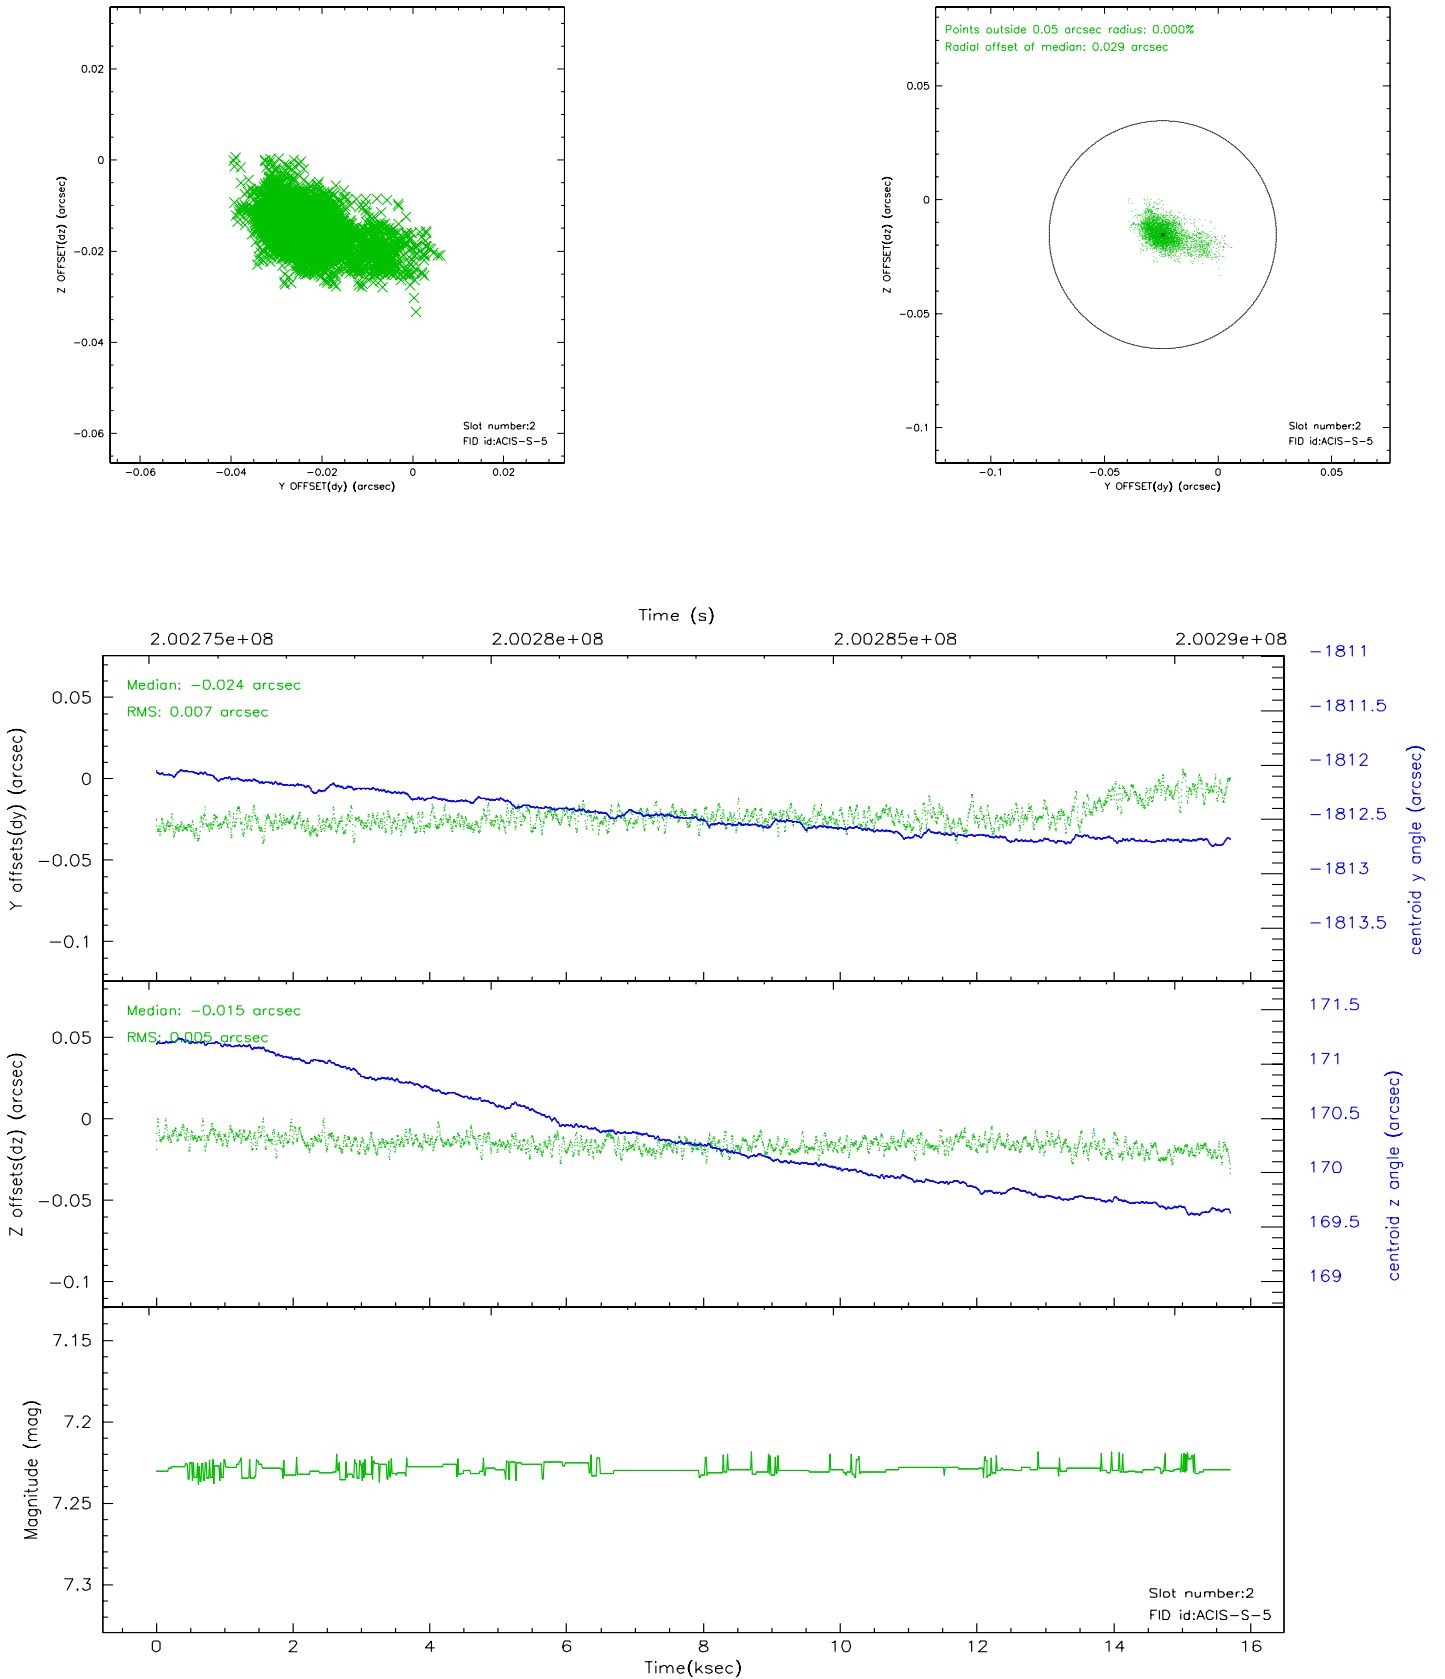 0.02
0
−0.02
−0.04
−0.06
Z OFFSET(dz) (arcsec)
−0.06
−0.04
−0.02
0
0.02
Y OFFSET(dy) (arcsec)
Slot number:2
FID id:ACIS−S−5
Points outside 0.05 arcsec radius: 0.000%
Radial offset of median: 0.029 arcsec
0.05
0
−0.05
−0.1
Z OFFSET(dz) (arcsec)
−0.1
−0.05
0
0.05
Y OFFSET(dy) (arcsec)
Slot number:2
FID id:ACIS−S−5
Time (s)
2.00275e+08
2.0028e+08
2.00285e+08
2.0029e+08
Median: −0.024 arcsec
RMS: 0.007 arcsec
0.05
0
−0.05
−0.1
Y offsets(dy) (arcsec)
−1811
−1811.5
−1812
−1812.5
−1813
−1813.5
centroid y angle (arcsec)
Median: −0.015 arcsec
RMS: 0.005 arcsec
0.05
0
−0.05
−0.1
Z offsets(dz) (arcsec)
171.5
171
170.5
170
169.5
169
centroid z angle (arcsec)
7.15
7.2
7.25
7.3
Magnitude (mag)
Slot number:2
FID id:ACIS−S−5
0
2
4
6
8
10
12
14
16
Time(ksec)